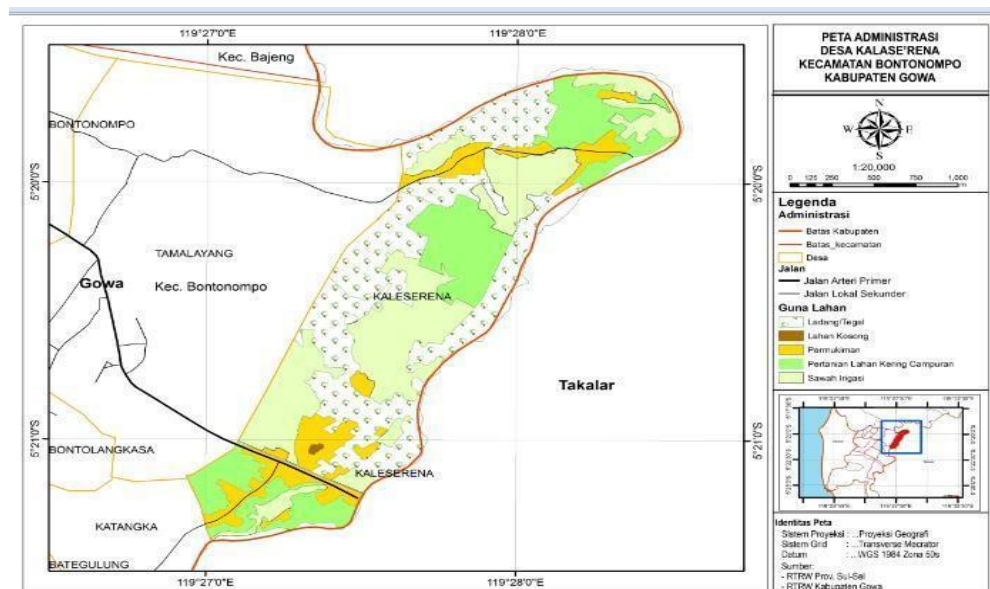 119°27'0"E
119°28'0"E
Kec. Bajeng
BONTONOMPO
5°20'0"S
5°20'0"S
TAMALAYANG
Gowa
Kec. Bontonompo
KALESERENA
Takalar
5°21'0"S
5°21'0"S
BONTOLANGKASA
KALESERENA
KATANGKA
BATEGULUNG
119°27'0"E
119°28'0"E
PETA ADMINISTRASI
DESA KALASE'RENA
KECAMATAN BONTONOMPO
KABUPATEN GOWA
N
W
E
S
1:20,000
0 125 250 500 750 1,000
m
Legenda
Administrasi
Batas Kabupaten
Batas_kecamatan
Desa
Jalan
Jalan Arteri Primer
Jalan Lokal Sekunder
Guna Lahan
Ladang/Tegal
Lahan Kosong
Permukiman
Pertanian Lahan Kering Campuran
Sawah Irigasi
Identitas Peta
Sistem Proyeksi : ...Proyeksi Geografi
Sistem Grid : ...Transverse Mecrator
Datum : ...WGS 1984 Zona 50s
Sumber:
- RTRW Prov. Sul-Sel
- RTRW Kabupaten Gowa